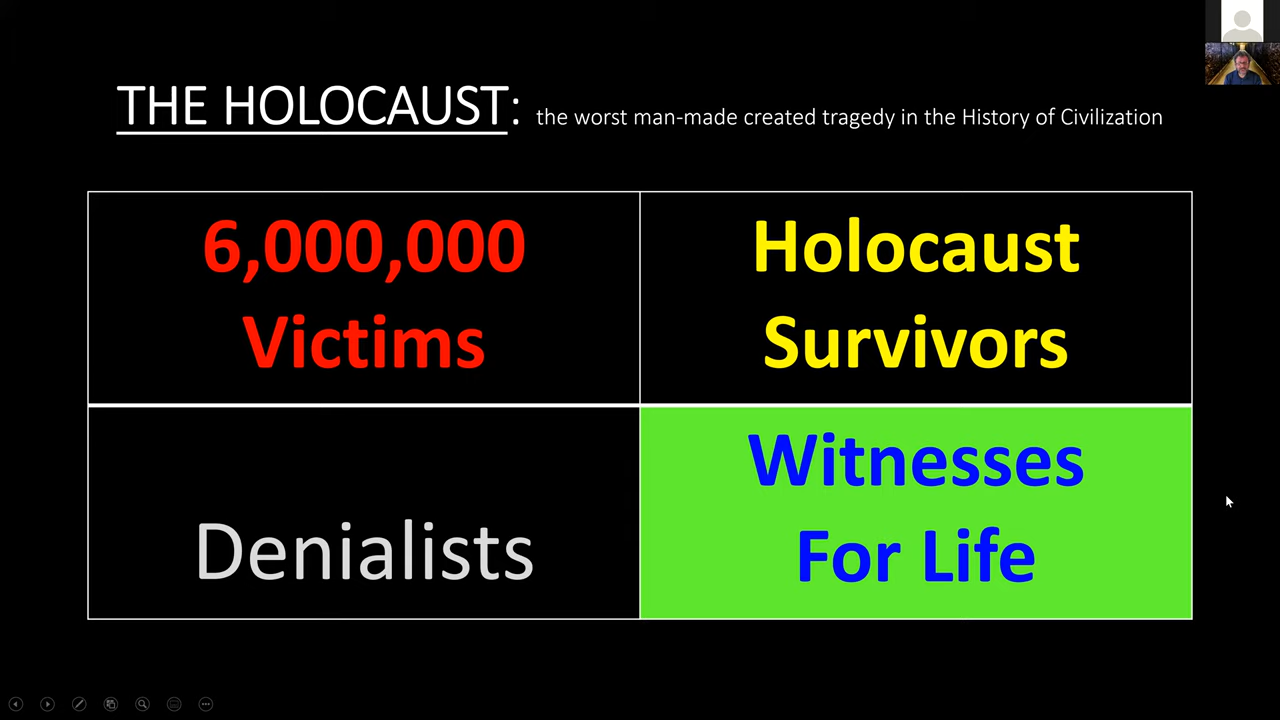 THE HOLOCAUST: the worst man-made created tragedy in the History of Civilization
6,000,000
Victims
Holocaust
Survivors
Denialists
Witnesses
For Life